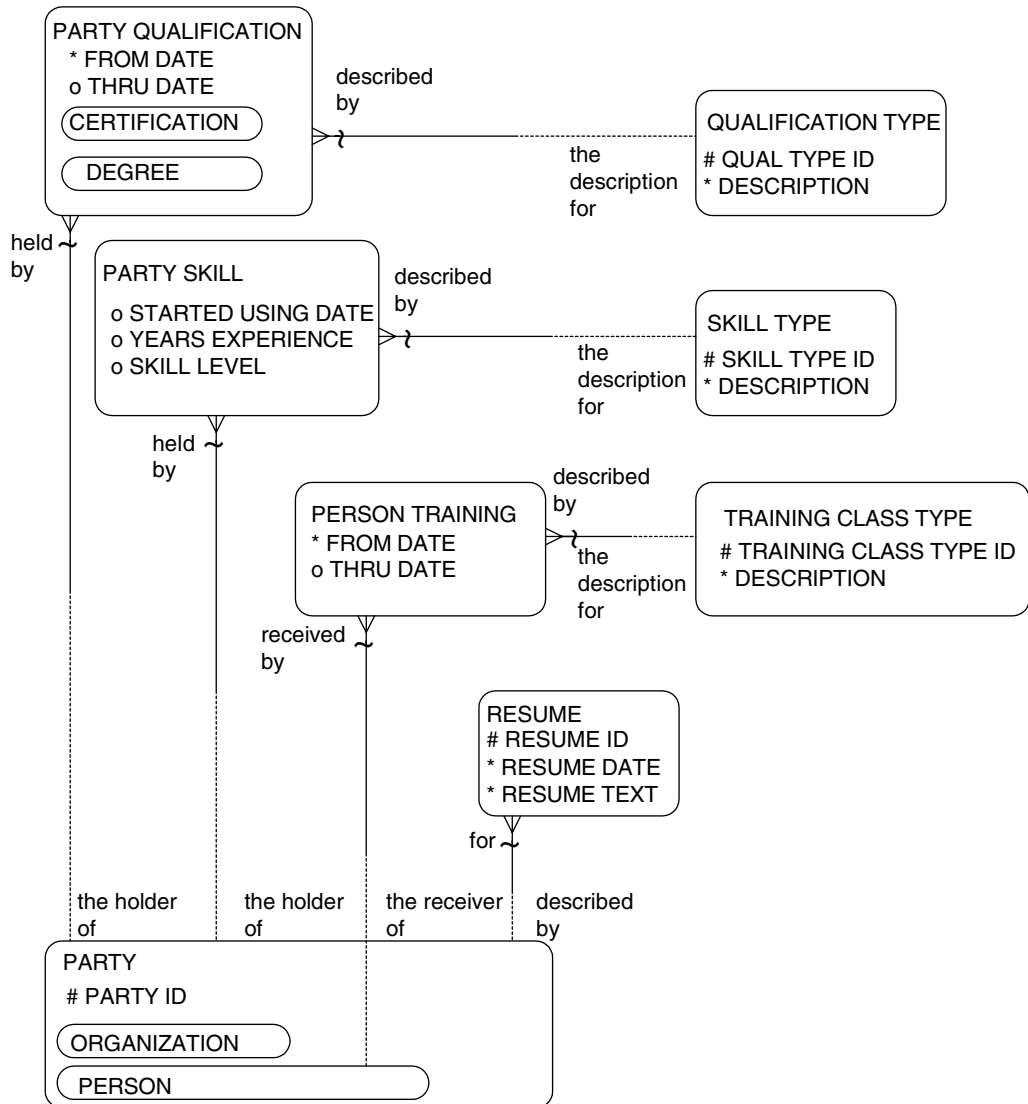 PARTY QUALIFICATION
* FROM DATE
o THRU DATE
CERTIFICATION
DEGREE
described
by
QUALIFICATION TYPE
# QUAL TYPE ID
* DESCRIPTION
the
description
for
held
by
PARTY SKILL
o STARTED USING DATE
o YEARS EXPERIENCE
o SKILL LEVEL
described
by
SKILL TYPE
# SKILL TYPE ID
* DESCRIPTION
the
description
for
held
by
PERSON TRAINING
* FROM DATE
o THRU DATE
described
by
TRAINING CLASS TYPE
# TRAINING CLASS TYPE ID
* DESCRIPTION
the
description
for
received
by
RESUME
# RESUME ID
* RESUME DATE
* RESUME TEXT
for
the holder
of
the holder
of
the receiver
of
described
by
PARTY
# PARTY ID
ORGANIZATION
PERSON